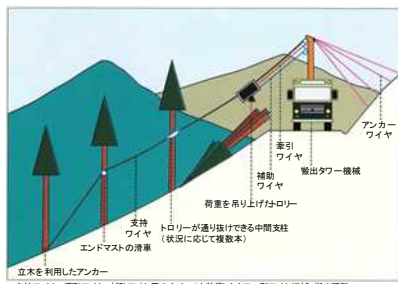 アンカー
ワイヤ
牽引
ワイヤ
搬出タワー機械
補助
ワイヤ
荷重を吊り上げたトロリー
支持
ワイヤ
トロリーが通り抜けできる中間支柱
(状況に応じて複数本)
エンドマストの滑車
立木を利用したアンカー